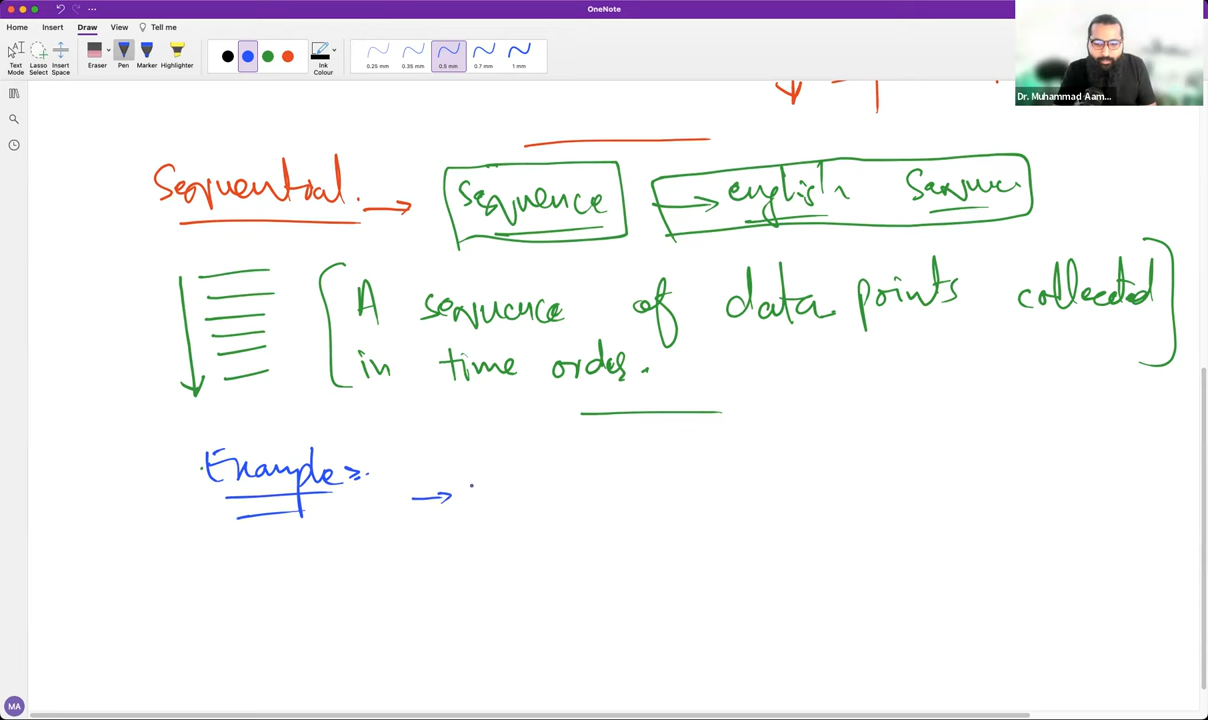 OneNote
Home Insert Draw View Tell me
Text Mode Lasso Select Insert Space Eraser Pen Marker Highlighter Ink Colour 0.25 mm 0.35 mm 0.5 mm 0.7 mm 1 mm
Dr. Muhammad Aam...
Sequential → Sequence → english
A sequence of data points collected
in time order.
Examples →
MA